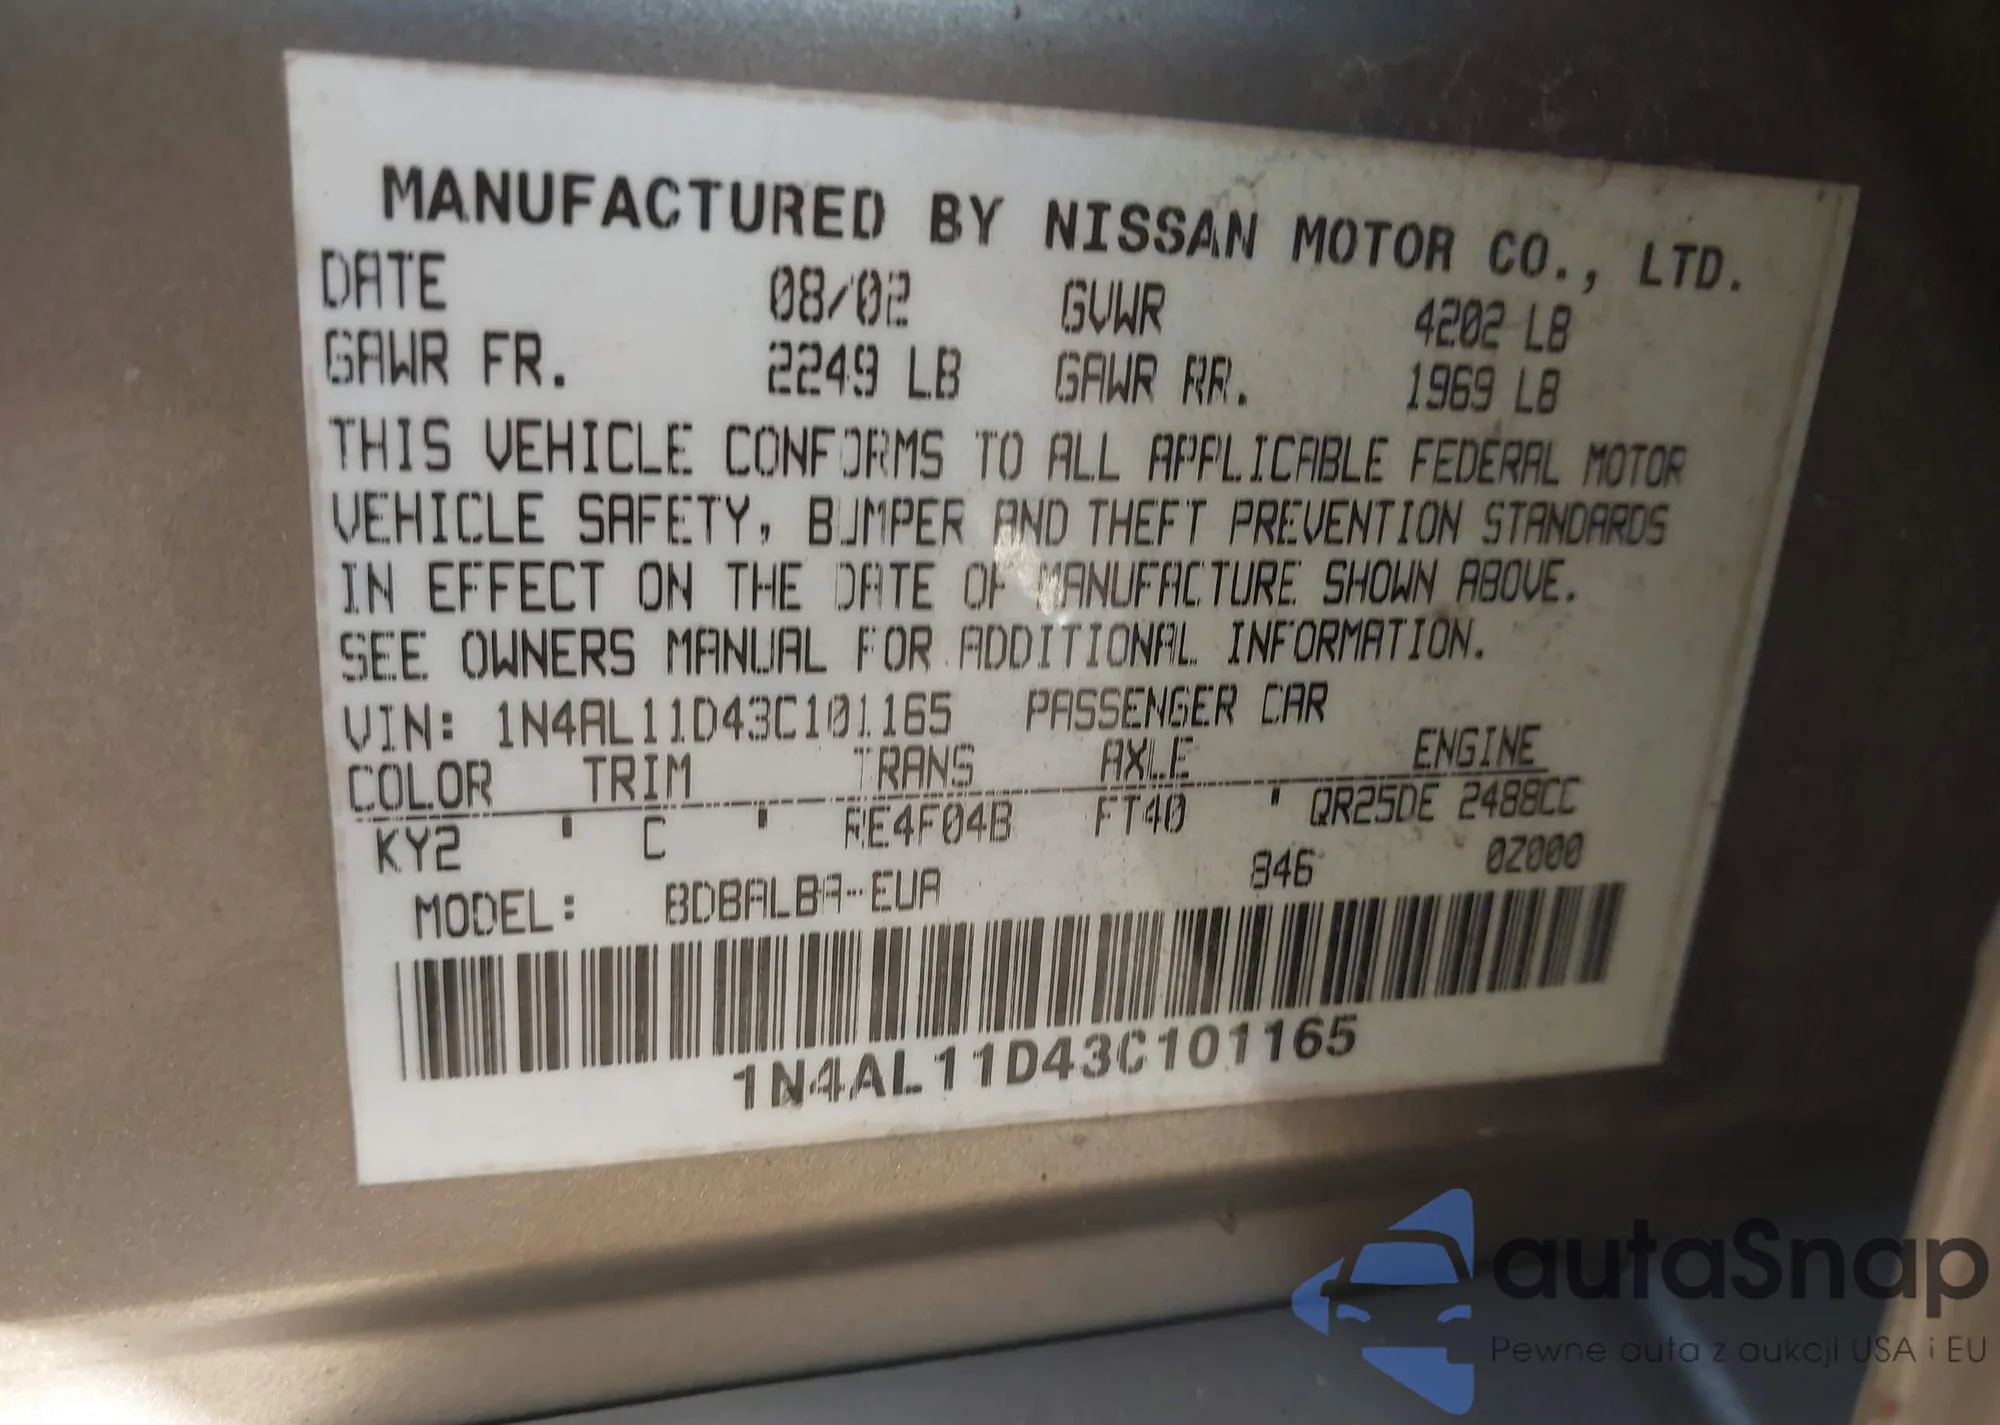 MANUFACTURED BY NISSAN MOTOR CO., LTD.
DATE 08/02 GVWR 4202 LB
GAWR FR. 2249 LB GAWR RR. 1969 LB
THIS VEHICLE CONFORMS TO ALL APPLICABLE FEDERAL MOTOR
VEHICLE SAFETY, BUMPER AND THEFT PREVENTION STANDARDS
IN EFFECT ON THE DATE OF MANUFACTURE SHOWN ABOVE.
SEE OWNERS MANUAL FOR ADDITIONAL INFORMATION.
VIN: 1N4AL11D43C101165 PASSENGER CAR
COLOR TRIM TRANS AXLE ENGINE
KY2 ' C ' RE4F04B FT40 ' QR25DE 2488CC
846 0Z000
MODEL: BDBALBA-EUA
1N4AL11D43C101165
autaSnap
Pewne auta z aukcji USA i EU